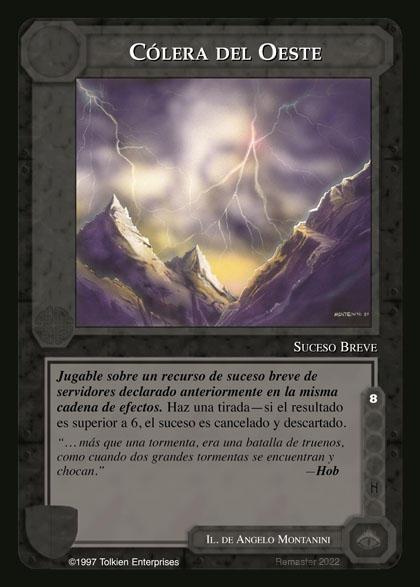 CÓLERA DEL OESTE
MONTANINI 97
SUCESO BREVE
Jugable sobre un recurso de suceso breve de
servidores declarado anteriormente en la misma
cadena de efectos. Haz una tirada—si el resultado
es superior a 6, el suceso es cancelado y descartado.
“… más que una tormenta, era una batalla de truenos,
como cuando dos grandes tormentas se encuentran y
chocan.” –Hob
8
H
IL. DE ANGELO MONTANINI
©1997 Tolkien Enterprises
Remaster 2022